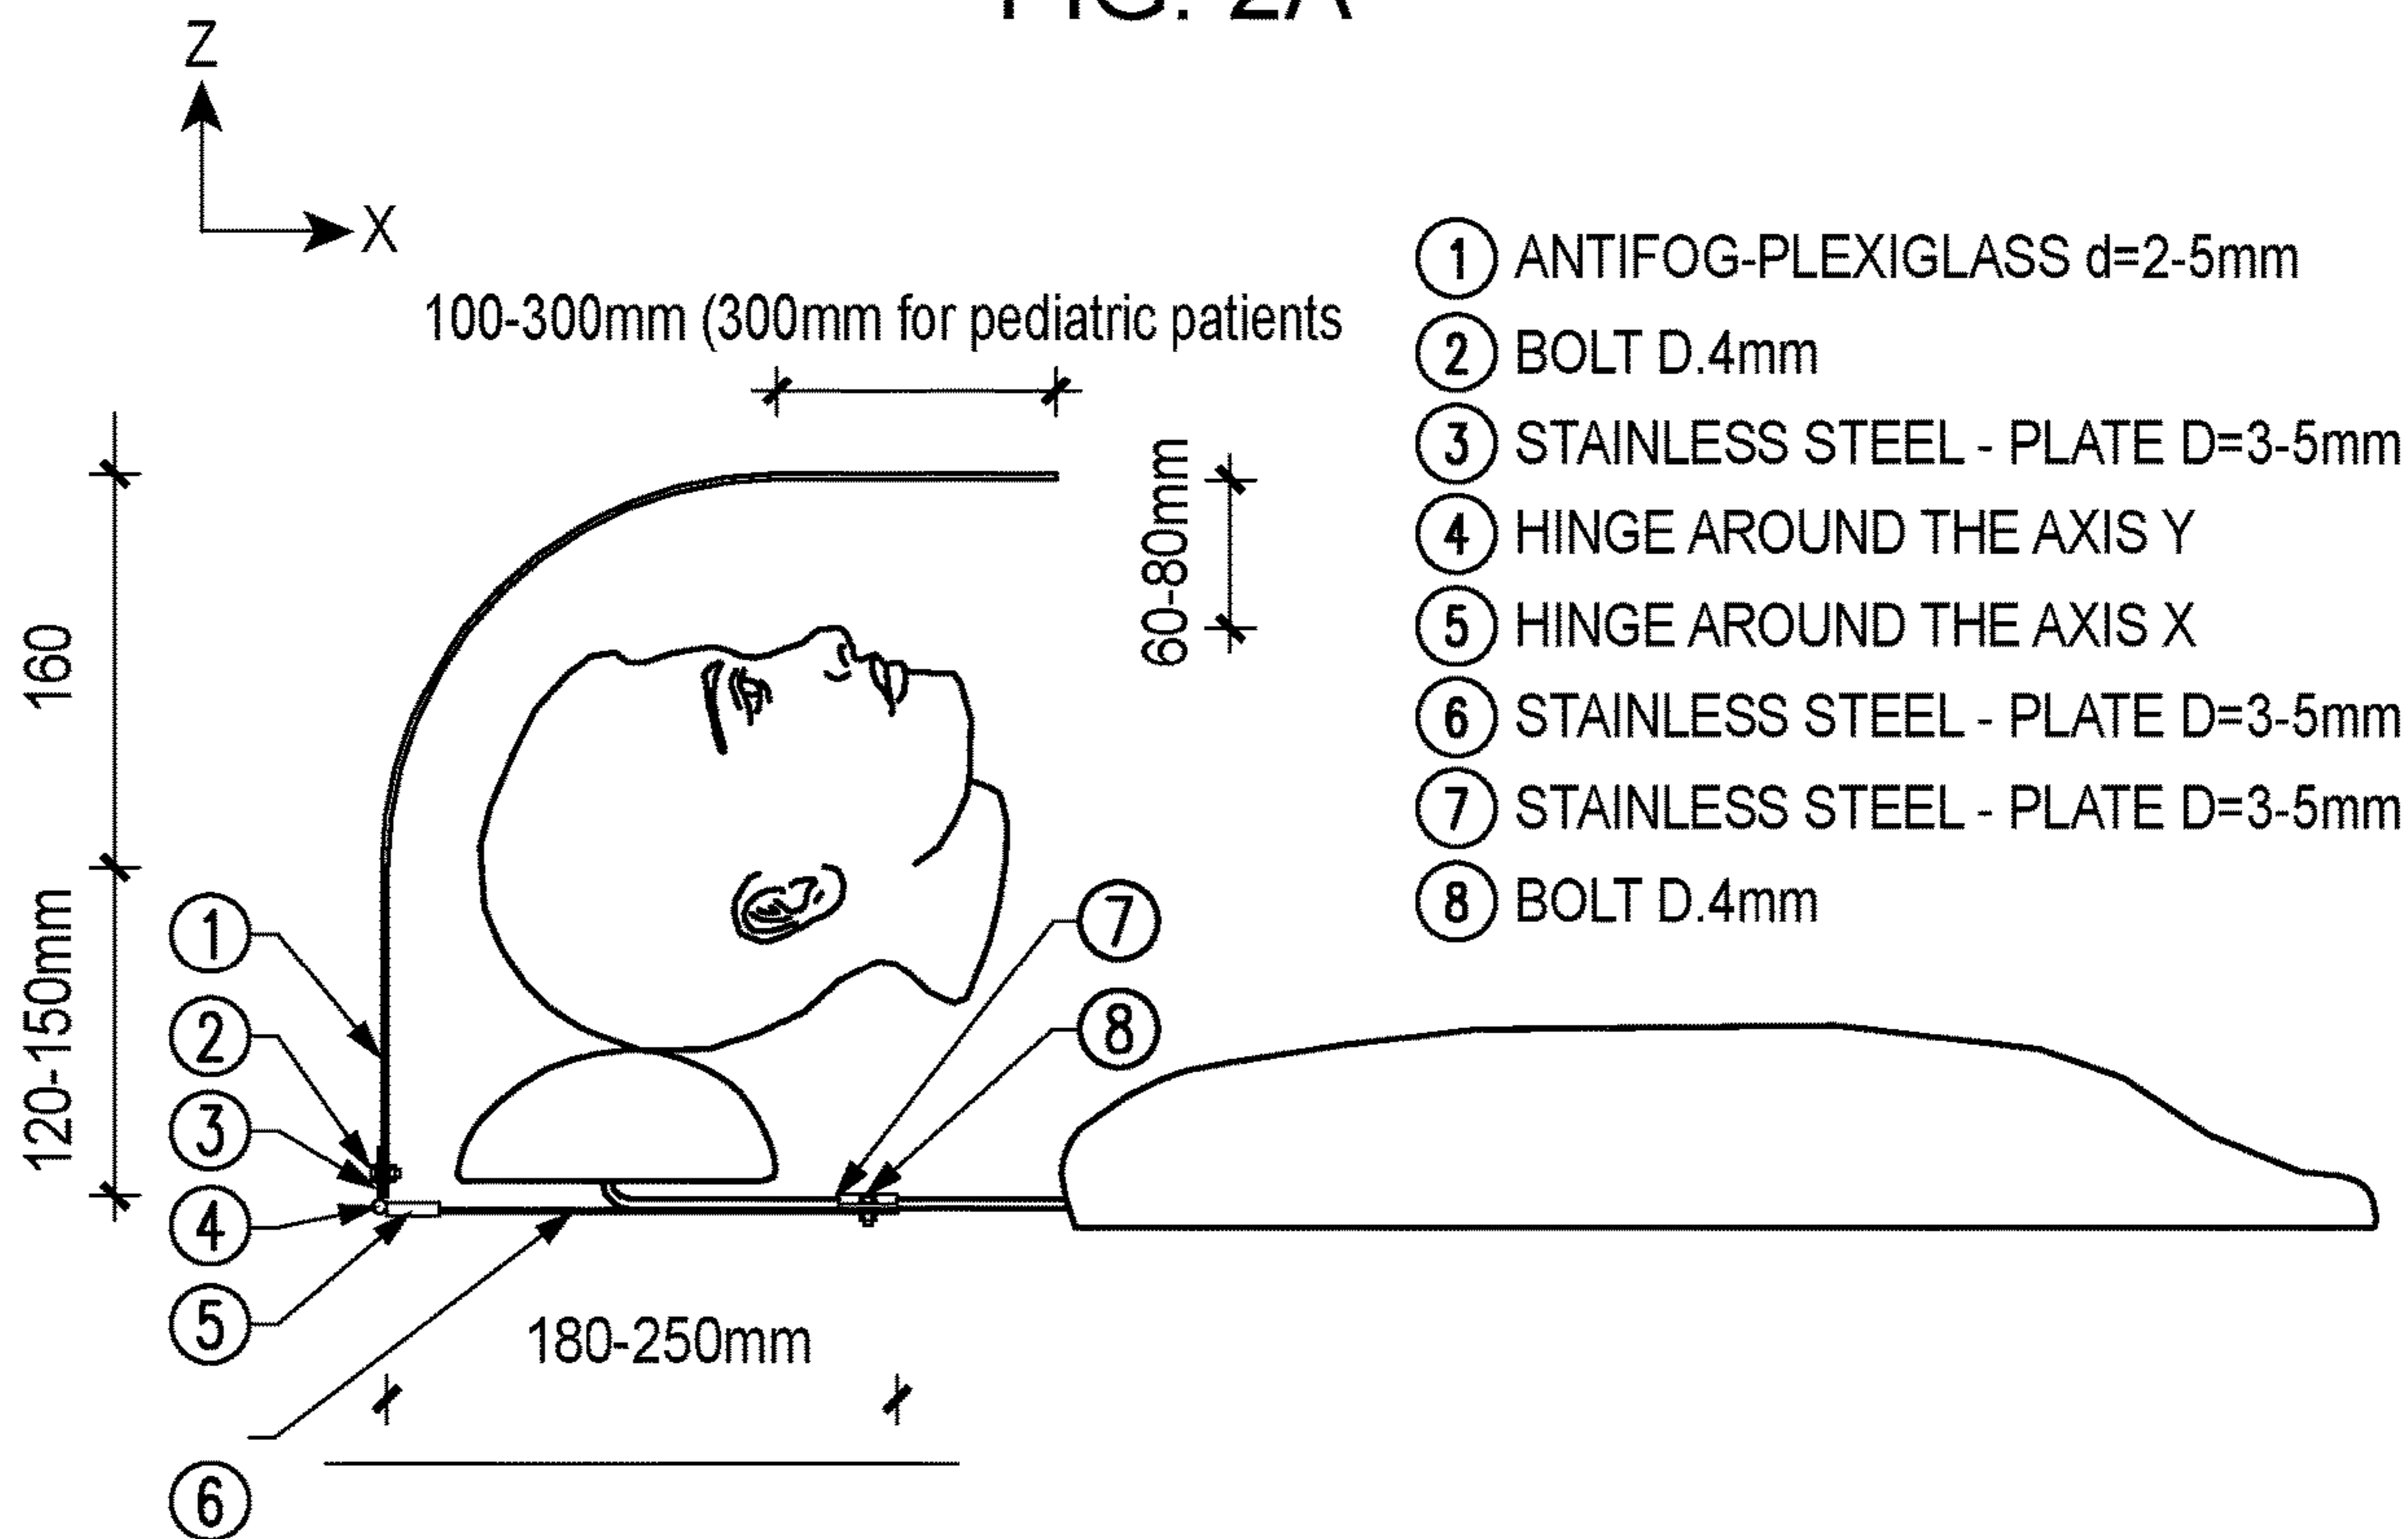 FIG. 2A
Z
X
100-300mm (300mm for pediatric patients
160
120-150mm
60-80mm
180-250mm
1
2
3
4
5
6
7
8
1 ANTIFOG-PLEXIGLASS d=2-5mm
2 BOLT D.4mm
3 STAINLESS STEEL - PLATE D=3-5mm
4 HINGE AROUND THE AXIS Y
5 HINGE AROUND THE AXIS X
6 STAINLESS STEEL - PLATE D=3-5mm
7 STAINLESS STEEL - PLATE D=3-5mm
8 BOLT D.4mm